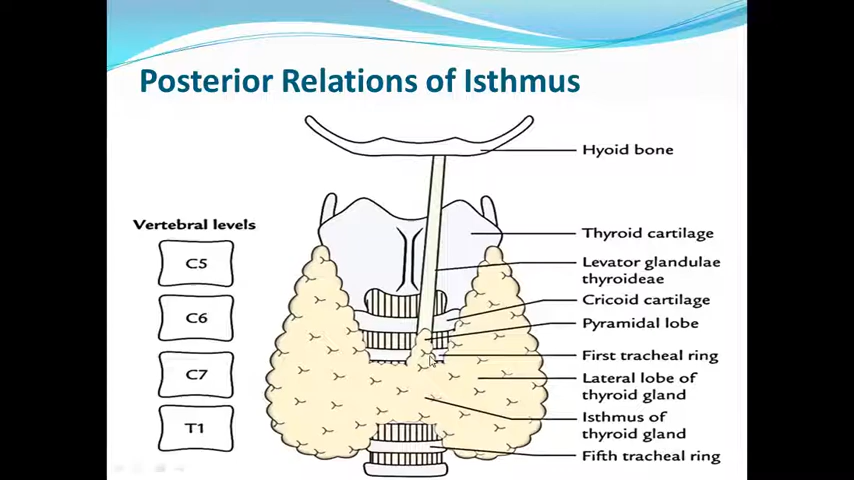 Posterior Relations of Isthmus
Hyoid bone
Vertebral levels
C5
C6
C7
T1
Thyroid cartilage
Levator glandulae
thyroideae
Cricoid cartilage
Pyramidal lobe
First tracheal ring
Lateral lobe of
thyroid gland
Isthmus of
thyroid gland
Fifth tracheal ring